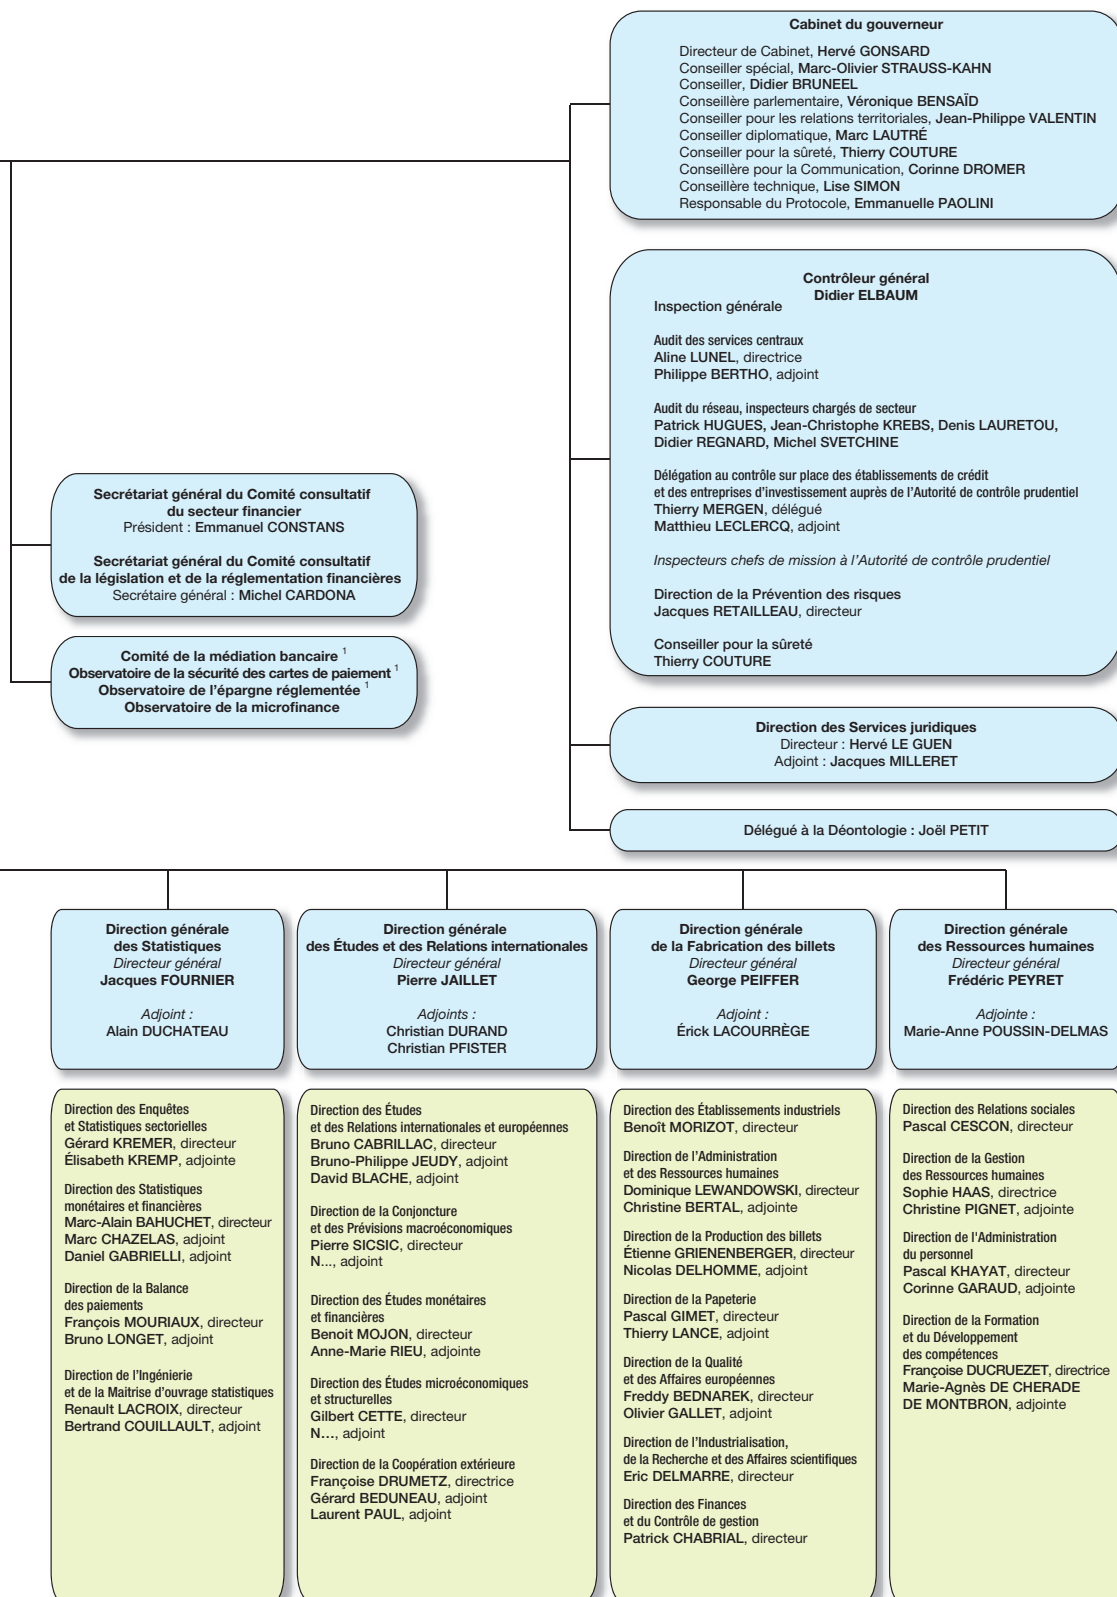 Cabinet du gouverneur
Directeur de Cabinet, Hervé GONSARD
Conseiller spécial, Marc-Olivier STRAUSS-KAHN
Conseiller, Didier BRUNEEL
Conseillère parlementaire, Véronique BENSAÏD
Conseiller pour les relations territoriales, Jean-Philippe VALENTIN
Conseiller diplomatique, Marc LAUTRÉ
Conseiller pour la sûreté, Thierry COUTURE
Conseillère pour la Communication, Corinne DROMER
Conseillère technique, Lise SIMON
Responsable du Protocole, Emmanuelle PAOLINI
Contrôleur général
Didier ELBAUM
Inspection générale
Audit des services centraux
Aline LUNEL, directrice
Philippe BERTHO, adjoint
Audit du réseau, inspecteurs chargés de secteur
Patrick HUGUES, Jean-Christophe KREBS, Denis LAURETOU,
Didier REGNARD, Michel SVETCHINE
Délégation au contrôle sur place des établissements de crédit
et des entreprises d'investissement auprès de l'Autorité de contrôle prudentiel
Thierry MERGEN, délégué
Matthieu LECLERCQ, adjoint
Inspecteurs chefs de mission à l'Autorité de contrôle prudentiel
Direction de la Prévention des risques
Jacques RETAILLEAU, directeur
Conseiller pour la sûreté
Thierry COUTURE
Secrétariat général du Comité consultatif
du secteur financier
Président : Emmanuel CONSTANS
Secrétariat général du Comité consultatif
de la législation et de la réglementation financières
Secrétaire général : Michel CARDONA
Comité de la médiation bancaire 1
Observatoire de la sécurité des cartes de paiement 1
Observatoire de l'épargne réglementée 1
Observatoire de la microfinance
Direction des Services juridiques
Directeur : Hervé LE GUEN
Adjoint : Jacques MILLERET
Délégué à la Déontologie : Joël PETIT
Direction générale
des Statistiques
Directeur général
Jacques FOURNIER
Adjoint :
Alain DUCHATEAU
Direction générale
des Études et des Relations internationales
Directeur général
Pierre JAILLET
Adjoints :
Christian DURAND
Christian PFISTER
Direction générale
de la Fabrication des billets
Directeur général
George PEIFFER
Adjoint :
Érick LACOURRÈGE
Direction générale
des Ressources humaines
Directeur général
Frédéric PEYRET
Adjointe :
Marie-Anne POUSSIN-DELMAS
Direction des Enquêtes
et Statistiques sectorielles
Gérard KREMER, directeur
Élisabeth KREMP, adjointe
Direction des Statistiques
monétaires et financières
Marc-Alain BAHUCHET, directeur
Marc CHAZELAS, adjoint
Daniel GABRIELLI, adjoint
Direction de la Balance
des paiements
François MOURIAUX, directeur
Bruno LONGET, adjoint
Direction de l'Ingénierie
et de la Maitrise d'ouvrage statistiques
Renault LACROIX, directeur
Bertrand COUILLAULT, adjoint
Direction des Études
et des Relations internationales et européennes
Bruno CABRILLAC, directeur
Bruno-Philippe JEUDY, adjoint
David BLACHE, adjoint
Direction de la Conjoncture
et des Prévisions macroéconomiques
Pierre SICSIC, directeur
N..., adjoint
Direction des Études monétaires
et financières
Benoit MOJON, directeur
Anne-Marie RIEU, adjointe
Direction des Études microéconomiques
et structurelles
Gilbert CETTE, directeur
N..., adjoint
Direction de la Coopération extérieure
Françoise DRUMETZ, directrice
Gérard BEDUNEAU, adjoint
Laurent PAUL, adjoint
Direction des Établissements industriels
Benoît MORIZOT, directeur
Direction de l'Administration
et des Ressources humaines
Dominique LEWANDOWSKI, directeur
Christine BERTAL, adjointe
Direction de la Production des billets
Étienne GRIENENBERGER, directeur
Nicolas DELHOMME, adjoint
Direction de la Papeterie
Pascal GIMET, directeur
Thierry LANCE, adjoint
Direction de la Qualité
et des Affaires européennes
Freddy BEDNAREK, directeur
Olivier GALLET, adjoint
Direction de l'Industrialisation,
de la Recherche et des Affaires scientifiques
Eric DELMARRE, directeur
Direction des Finances
et du Contrôle de gestion
Patrick CHABRIAL, directeur
Direction des Relations sociales
Pascal CESCON, directeur
Direction de la Gestion
des Ressources humaines
Sophie HAAS, directrice
Christine PIGNET, adjointe
Direction de l'Administration
du personnel
Pascal KHAYAT, directeur
Corinne GARAUD, adjointe
Direction de la Formation
et du Développement
des compétences
Françoise DUCRUEZET, directrice
Marie-Agnès DE CHERADE
DE MONTBRON, adjointe